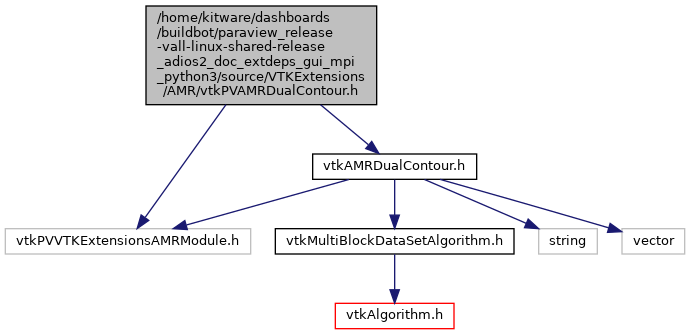 /home/kitware/dashboards
/buildbot/paraview_release
-vall-linux-shared-release
_adios2_doc_extdeps_gui_mpi
_python3/source/VTKExtensions
/AMR/vtkPVAMRDualContour.h
vtkAMRDualContour.h
vtkPVVTKExtensionsAMRModule.h
vtkMultiBlockDataSetAlgorithm.h
string
vector
vtkAlgorithm.h